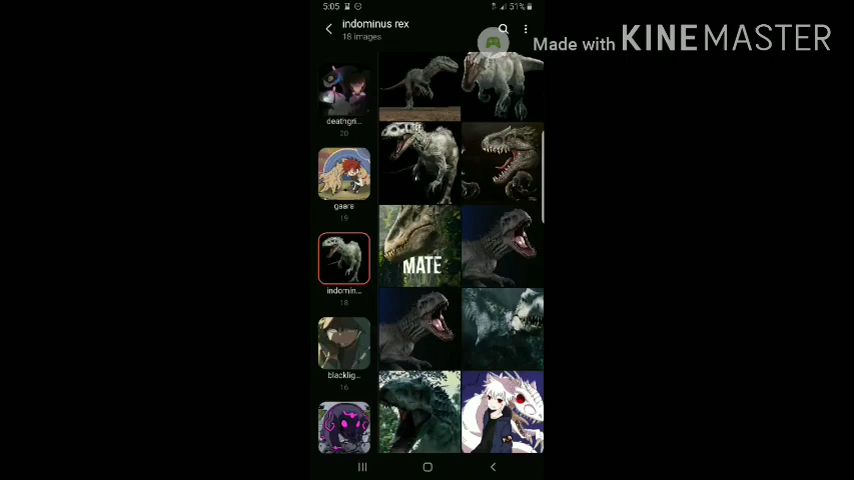 5:05
51%
indominus rex
18 images
Made with KINEMASTER
deathgri...
20
gaara
19
indomin...
18
MATE
blacklig...
16